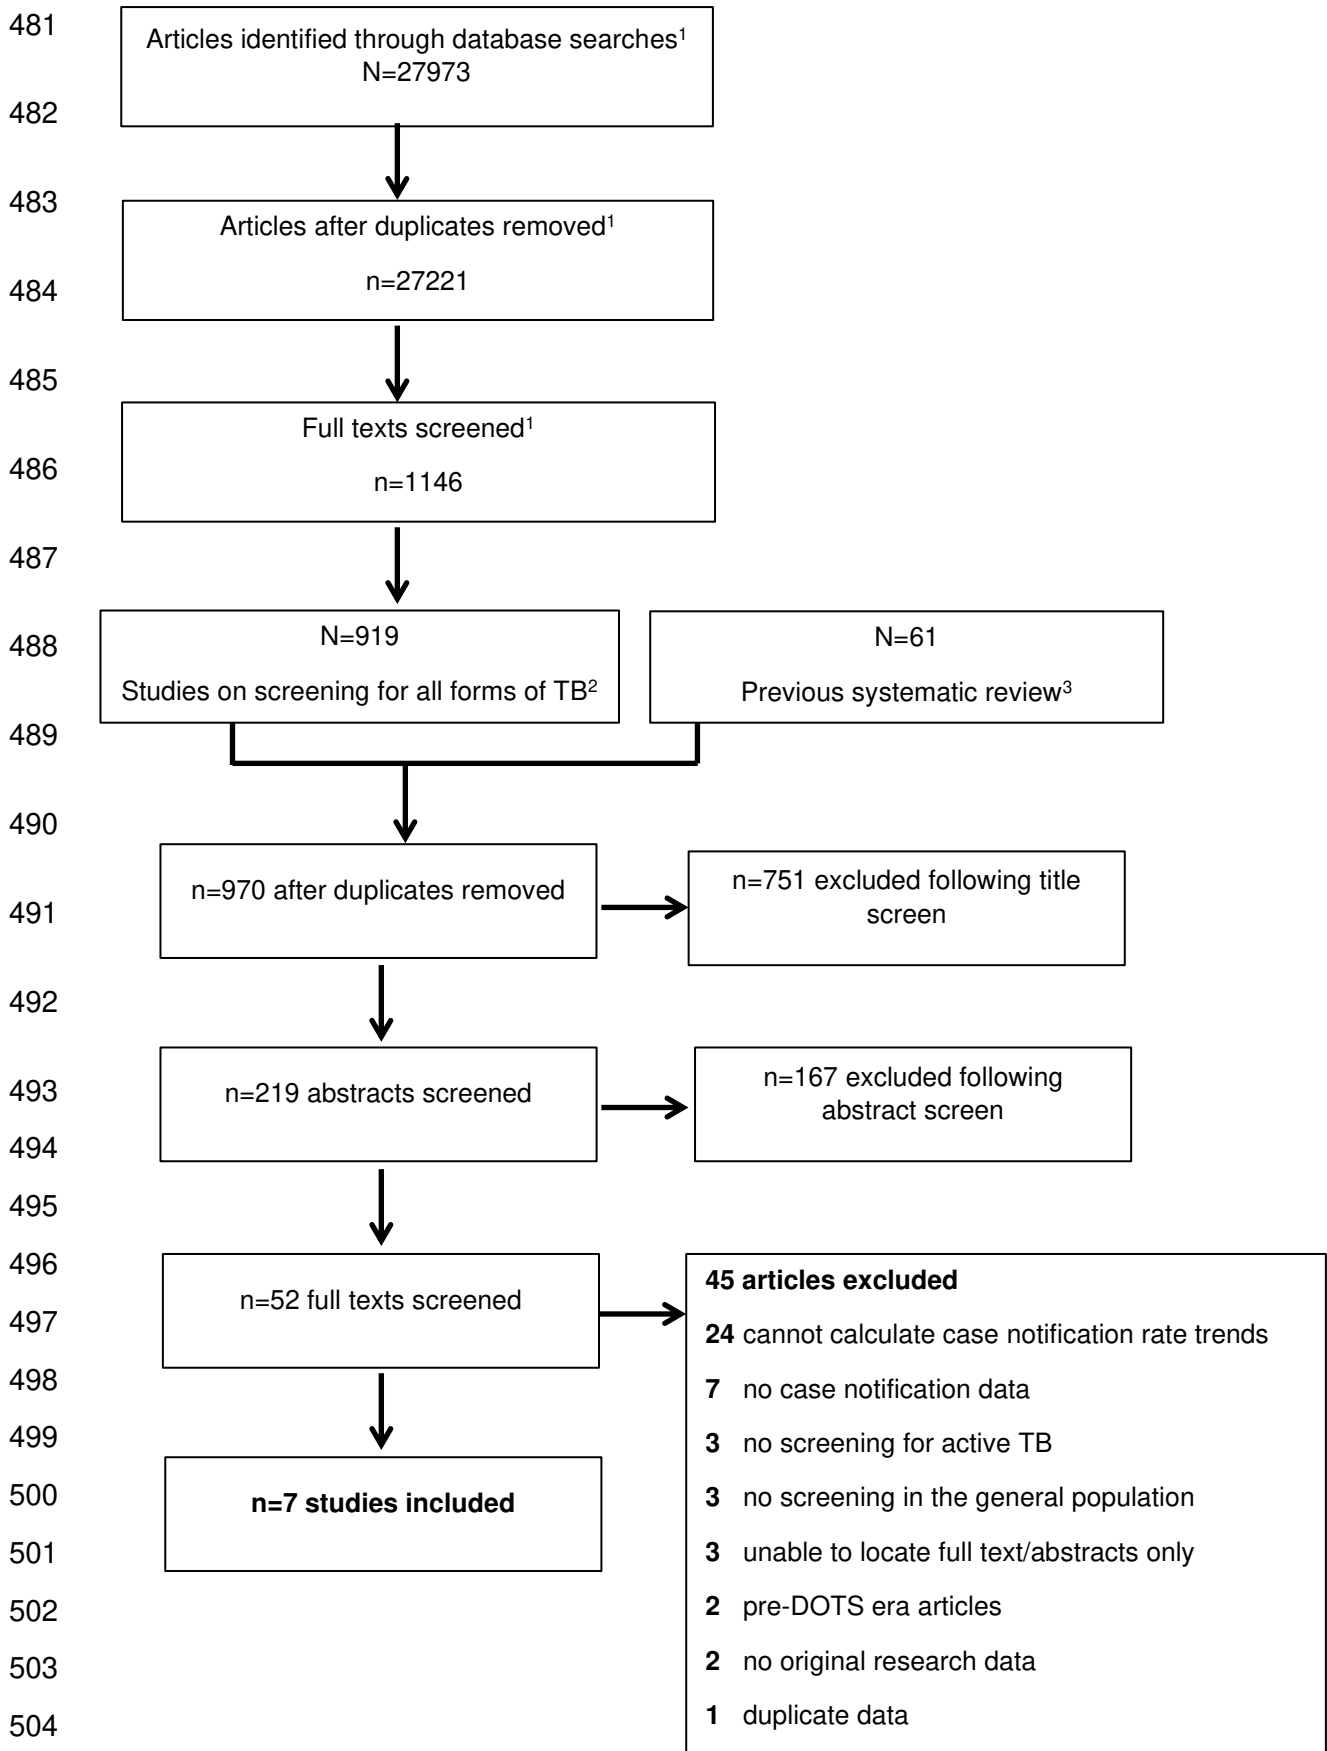 481
Articles identified through database searches¹
N=27973
482
483
Articles after duplicates removed¹
484
n=27221
485
Full texts screened¹
486
n=1146
487
488
N=919
Studies on screening for all forms of TB²
N=61
Previous systematic review³
489
490
n=970 after duplicates removed
n=751 excluded following title
screen
491
492
493
n=219 abstracts screened
n=167 excluded following
abstract screen
494
495
496
n=52 full texts screened
45 articles excluded
497
24 cannot calculate case notification rate trends
498
7 no case notification data
499
3 no screening for active TB
500
n=7 studies included
3 no screening in the general population
501
3 unable to locate full text/abstracts only
502
2 pre-DOTS era articles
503
2 no original research data
504
1 duplicate data